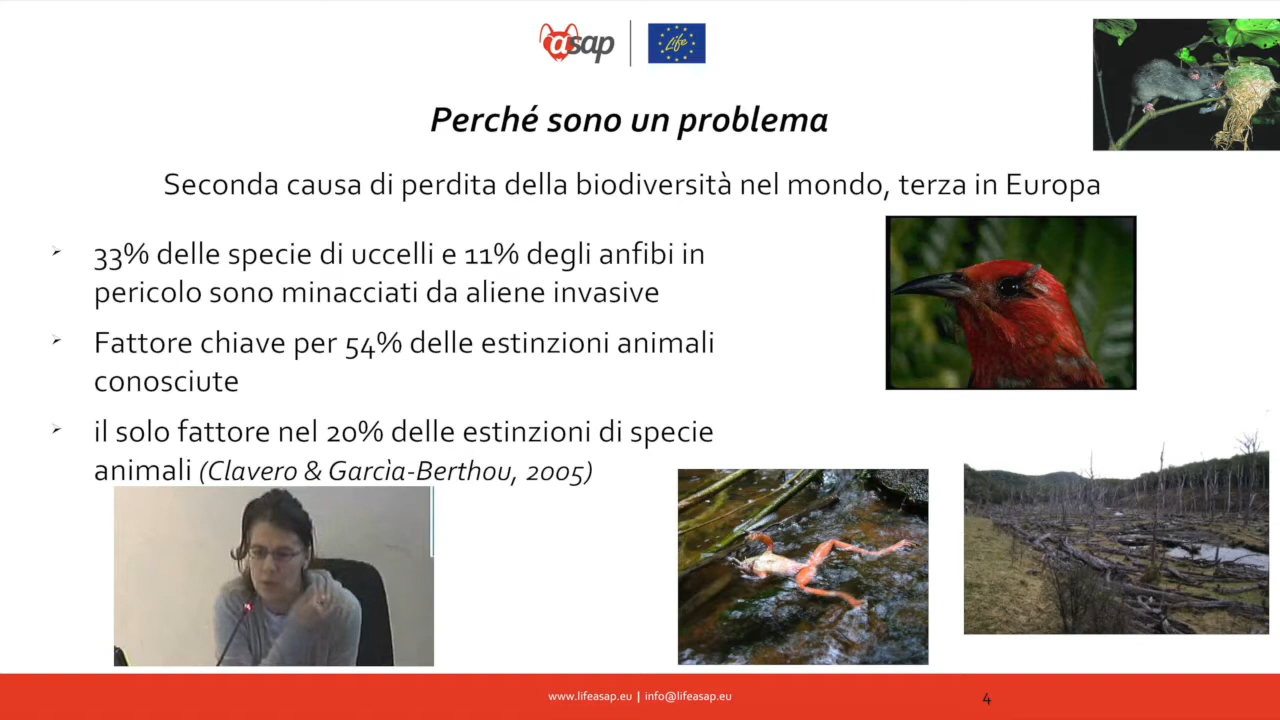 asap
Life
Perché sono un problema
Seconda causa di perdita della biodiversità nel mondo, terza in Europa
33% delle specie di uccelli e 11% degli anfibi in
pericolo sono minacciati da aliene invasive
Fattore chiave per 54% delle estinzioni animali
conosciute
il solo fattore nel 20% delle estinzioni di specie
animali (Clavero & Garcìa-Berthou, 2005)
www.lifeasap.eu | info@lifeasap.eu
4